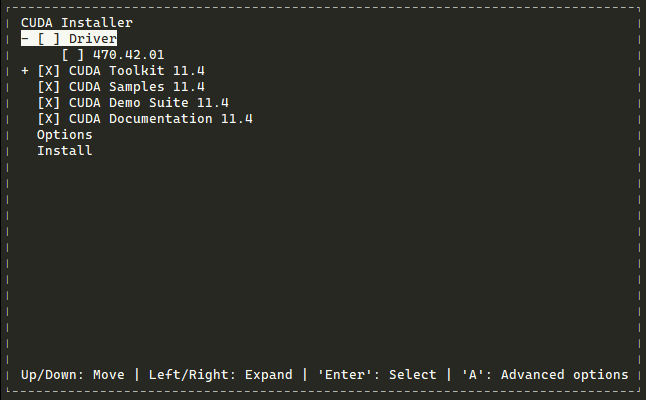 CUDA Installer
- [ ] Driver
[ ] 470.42.01
+ [X] CUDA Toolkit 11.4
[X] CUDA Samples 11.4
[X] CUDA Demo Suite 11.4
[X] CUDA Documentation 11.4
Options
Install
Up/Down: Move | Left/Right: Expand | 'Enter': Select | 'A': Advanced options